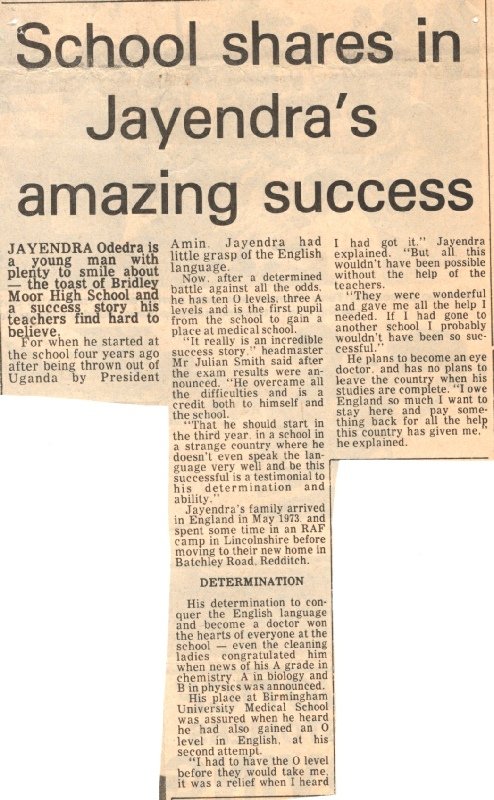 School shares in
Jayendra's
amazing success
JAYENDRA Odedra is
a young man with
plenty to smile about
— the toast of Bridley
Moor High School and
a success story his
teachers find hard to
believe.
For when he started at
the school four years ago
after being thrown out of
Uganda by President
Amin, Jayendra had
little grasp of the English
language.
Now, after a determined
battle against all the odds,
he has ten O levels, three A
levels and is the first pupil
from the school to gain a
place at medical school.
"It really is an incredible
success story," headmaster
Mr Julian Smith said after
the exam results were an-
nounced. "He overcame all
the difficulties and is a
credit both to himself and
the school.
"That he should start in
the third year, in a school in
a strange country where he
doesn't even speak the lan-
guage very well and be this
successful is a testimonial to
his determination and
ability."
Jayendra's family arrived
in England in May 1973, and
spent some time in an RAF
camp in Lincolnshire before
moving to their new home in
Batchley Road, Redditch.
DETERMINATION
His determination to con-
quer the English language
and become a doctor won
the hearts of everyone at the
school — even the cleaning
ladies congratulated him
when news of his A grade in
chemistry, A in biology and
B in physics was announced.
His place at Birmingham
University Medical School
was assured when he heard
he had also gained an O
level in English, at his
second attempt.
"I had to have the O level
before they would take me,
it was a relief when I heard
I had got it," Jayendra
explained. "But all this
wouldn't have been possible
without the help of the
teachers.
"They were wonderful
and gave me all the help I
needed. If I had gone to
another school I probably
wouldn't have been so suc-
cessful."
He plans to become an eye
doctor, and has no plans to
leave the country when his
studies are complete. "I owe
England so much I want to
stay here and pay some-
thing back for all the help
this country has given me,"
he explained.